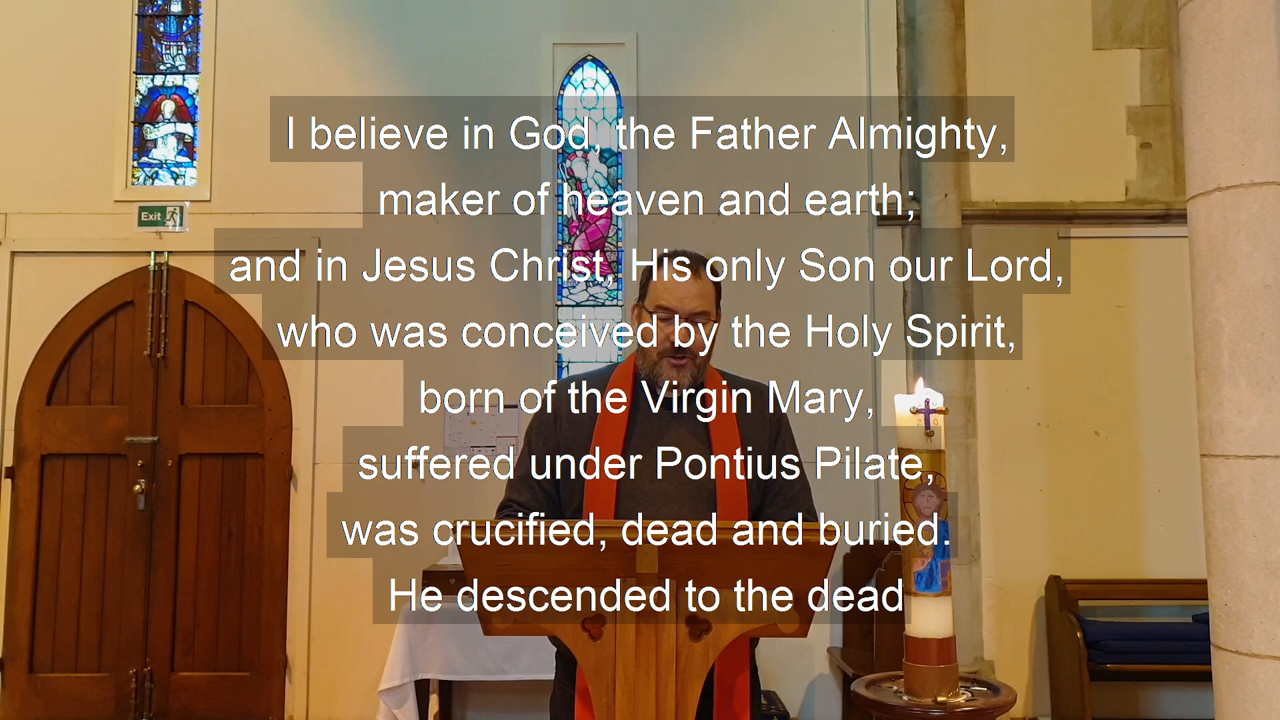 I believe in God, the Father Almighty,
maker of heaven and earth;
and in Jesus Christ, His only Son our Lord,
who was conceived by the Holy Spirit,
born of the Virgin Mary,
suffered under Pontius Pilate,
was crucified, dead and buried.
He descended to the dead
Exit